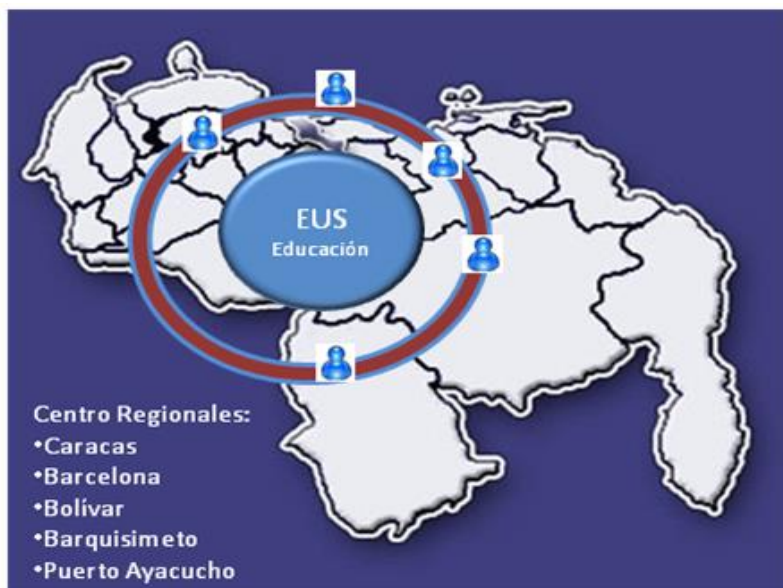 EUS
Educación
Centro Regionales:
•Caracas
•Barcelona
•Bolívar
•Barquisimeto
•Puerto Ayacucho